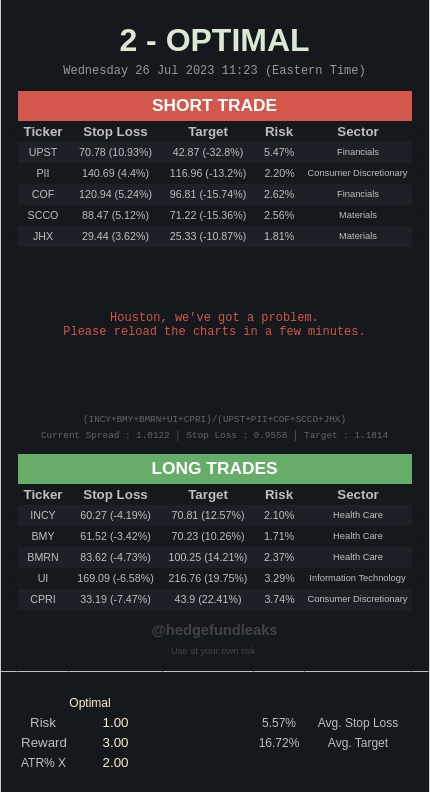 2 - OPTIMAL
Wednesday 26 Jul 2023 11:23 (Eastern Time)
SHORT TRADE
Ticker Stop Loss Target Risk Sector
UPST 70.78 (10.93%) 42.87 (-32.8%) 5.47% Financials
PII 140.69 (4.4%) 116.96 (-13.2%) 2.20% Consumer Discretionary
COF 120.94 (5.24%) 96.81 (-15.74%) 2.62% Financials
SCCO 88.47 (5.12%) 71.22 (-15.36%) 2.56% Materials
JHX 29.44 (3.62%) 25.33 (-10.87%) 1.81% Materials
Houston, we've got a problem.
Please reload the charts in a few minutes.
(INCY+BMY+BMRN+UI+CPRI)/(UPST+PII+COF+SCCO+JHX)
Current Spread : 1.0122 | Stop Loss : 0.9558 | Target : 1.1814
LONG TRADES
Ticker Stop Loss Target Risk Sector
INCY 60.27 (-4.19%) 70.81 (12.57%) 2.10% Health Care
BMY 61.52 (-3.42%) 70.23 (10.26%) 1.71% Health Care
BMRN 83.62 (-4.73%) 100.25 (14.21%) 2.37% Health Care
UI 169.09 (-6.58%) 216.76 (19.75%) 3.29% Information Technology
CPRI 33.19 (-7.47%) 43.9 (22.41%) 3.74% Consumer Discretionary
@hedgefundleaks
Use at your own risk.
Optimal
Risk 1.00 5.57% Avg. Stop Loss
Reward 3.00 16.72% Avg. Target
ATR% X 2.00